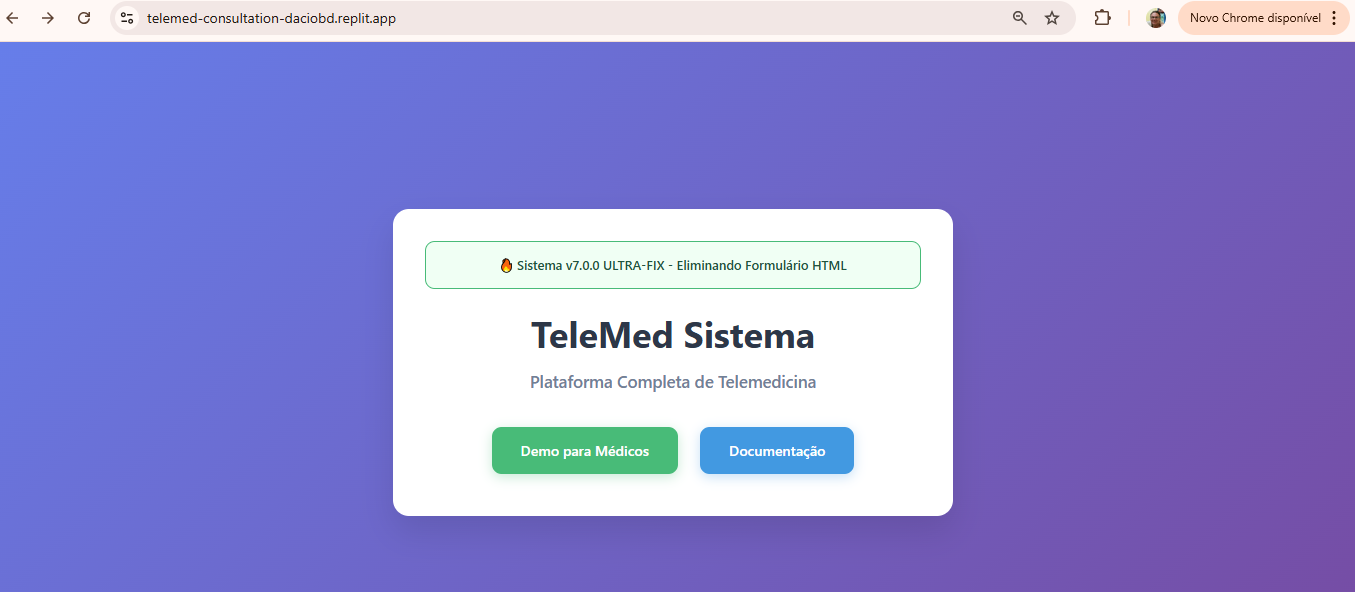 telemed-consultation-daciobd.replit.app
Novo Chrome disponível
🔥 Sistema v7.0.0 ULTRA-FIX - Eliminando Formulário HTML
TeleMed Sistema
Plataforma Completa de Telemedicina
Demo para Médicos
Documentação